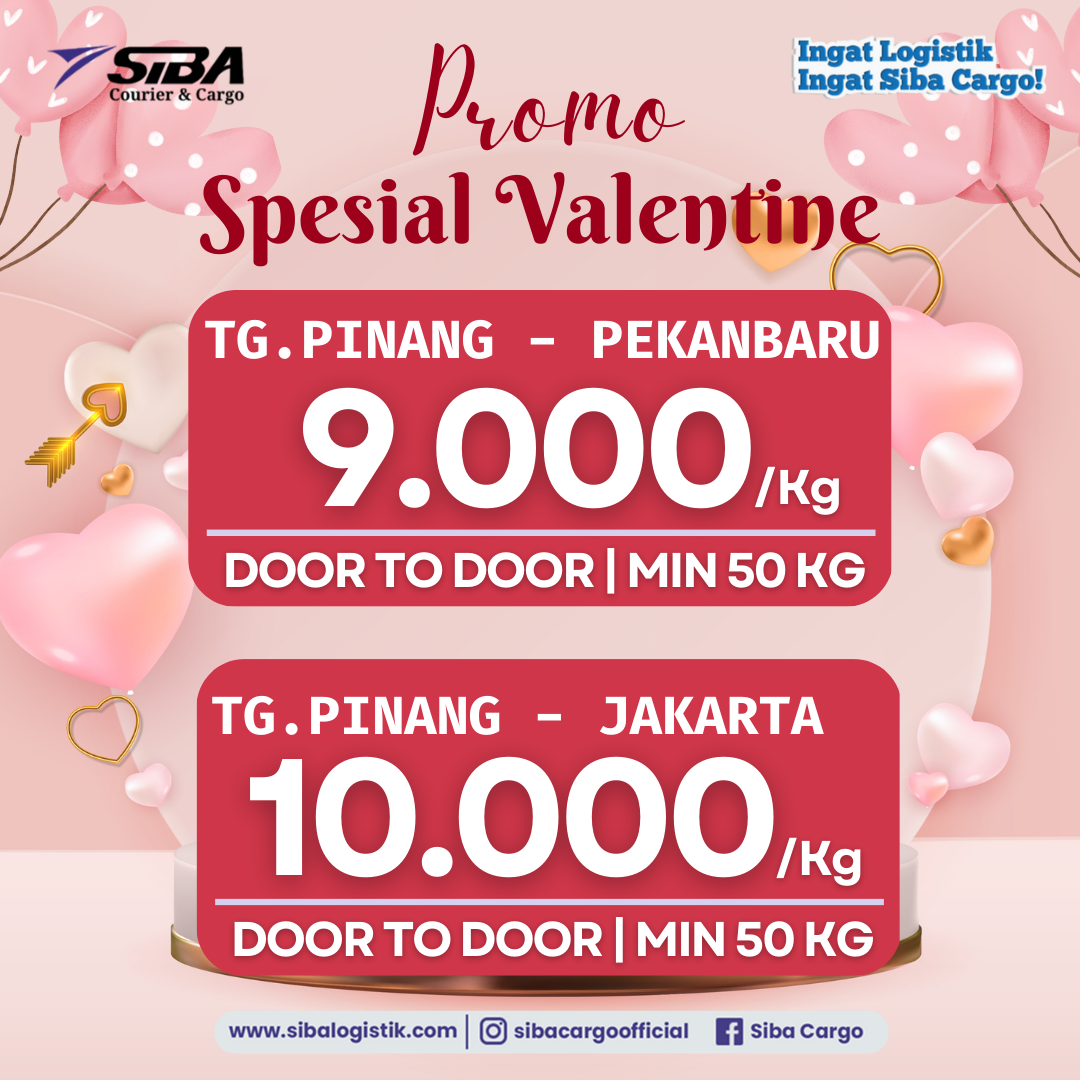 SiBA
Courier & Cargo
Ingat Logistik
Ingat Siba Cargo!
Promo
Spesial Valentine
TG.PINANG – PEKANBARU
9.000/Kg
DOOR TO DOOR | MIN 50 KG
TG.PINANG – JAKARTA
10.000/Kg
DOOR TO DOOR | MIN 50 KG
www.sibalogistik.com | sibacargoofficial Siba Cargo